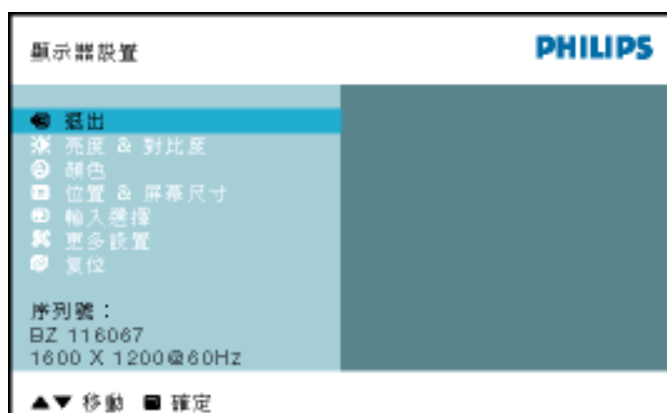 顯示器設置
PHILIPS
退出
亮度 & 對比度
顏色
位置 & 屏幕尺寸
輸入選擇
更多設置
复位
序列號：
BZ 116067
1600 X 1200@60Hz
▲▼ 移動 ■ 確定